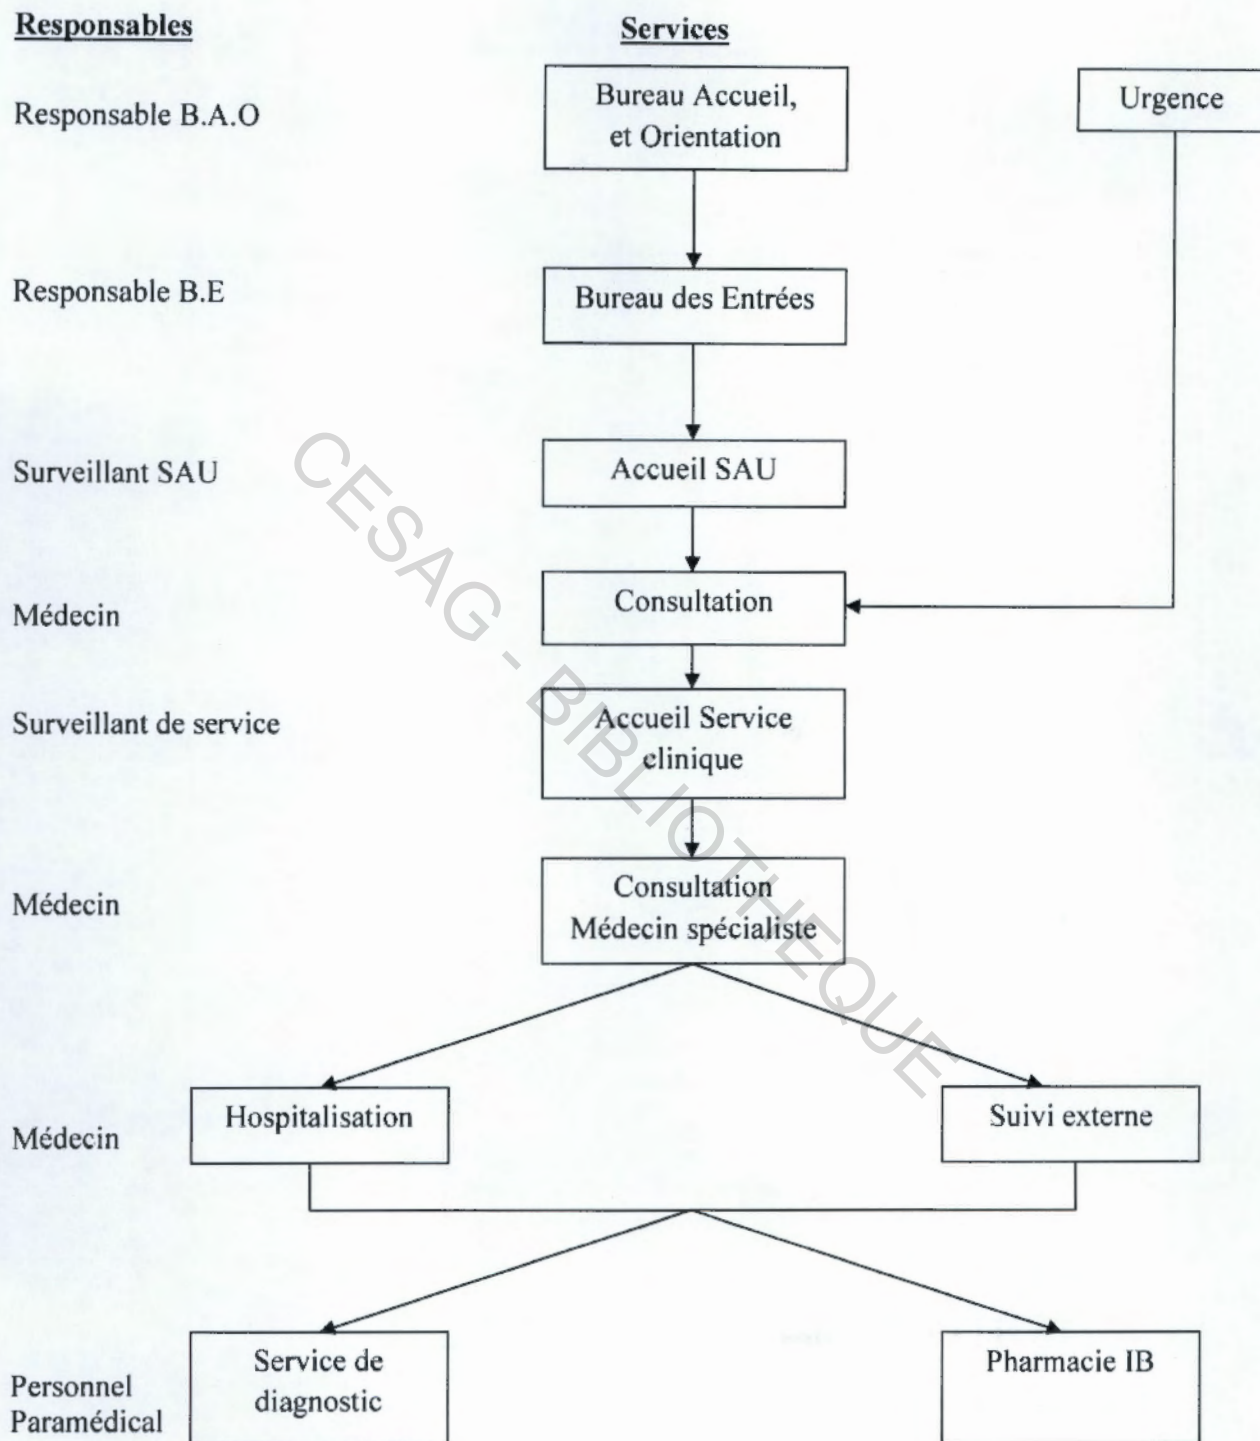 Responsables
Services
Responsable B.A.O
Bureau Accueil,
et Orientation
Urgence
Responsable B.E
Bureau des Entrées
Surveillant SAU
Accueil SAU
Médecin
Consultation
Surveillant de service
Accueil Service
clinique
Médecin
Consultation
Médecin spécialiste
Médecin
Hospitalisation
Suivi externe
Personnel
Paramédical
Service de
diagnostic
Pharmacie IB
CESAG - BIBLIOTHEQUE